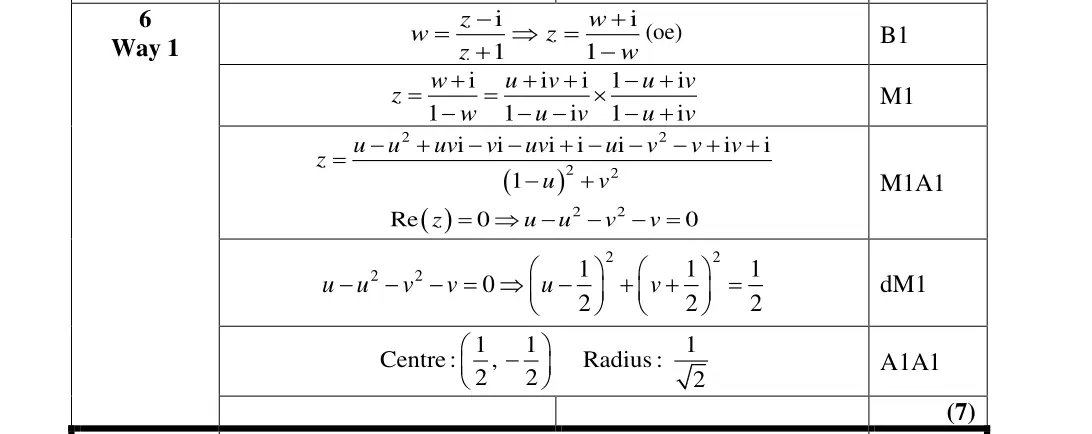 6
Way 1
w = (z − i)/(z + 1) ⇒ z = (w + i)/(1 − w) (oe)
B1
z = (w + i)/(1 − w) = (u + iv + i)/(1 − u − iv) × (1 − u + iv)/(1 − u + iv)
M1
z = (u − u² + uvi − vi − uvi + i − ui − v² − v + iv + i)/((1 − u)² + v²)
M1A1
Re(z) = 0 ⇒ u − u² − v² − v = 0
u − u² − v² − v = 0 ⇒ (u − 1/2)² + (v + 1/2)² = 1/2
dM1
Centre : (1/2, −1/2) Radius : 1/√2
A1A1
(7)